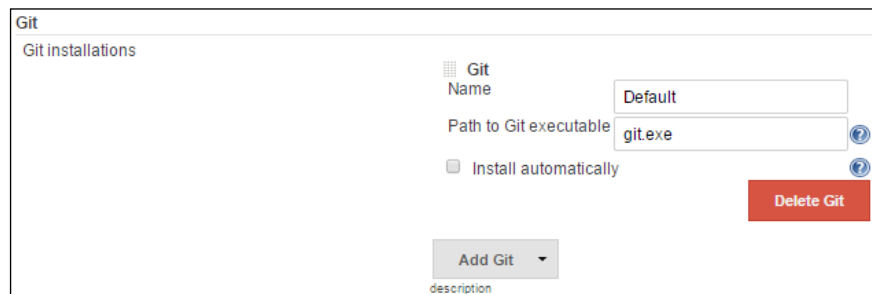 Git
Git installations
Git
Name
Default
Path to Git executable
git.exe
Install automatically
Delete Git
Add Git
description